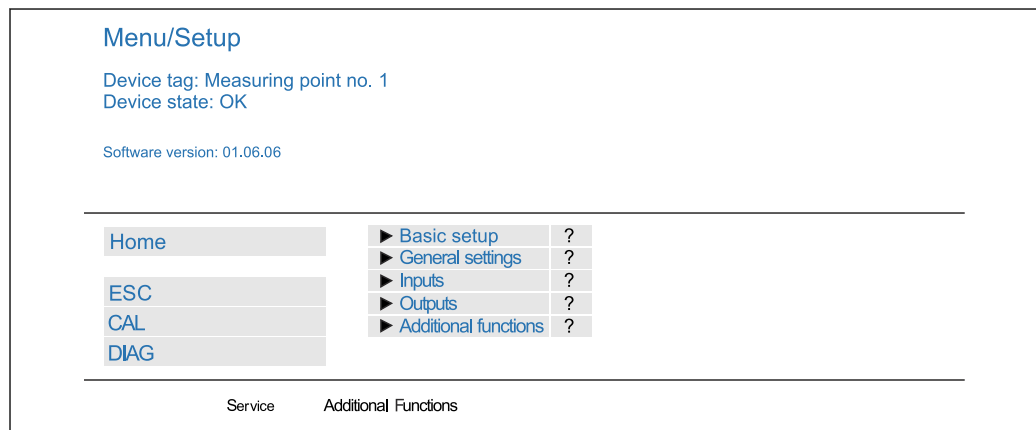 Menu/Setup
Device tag: Measuring point no. 1
Device state: OK
Software version: 01.06.06
Home
ESC
CAL
DIAG
► Basic setup ?
► General settings ?
► Inputs ?
► Outputs ?
► Additional functions ?
Service Additional Functions